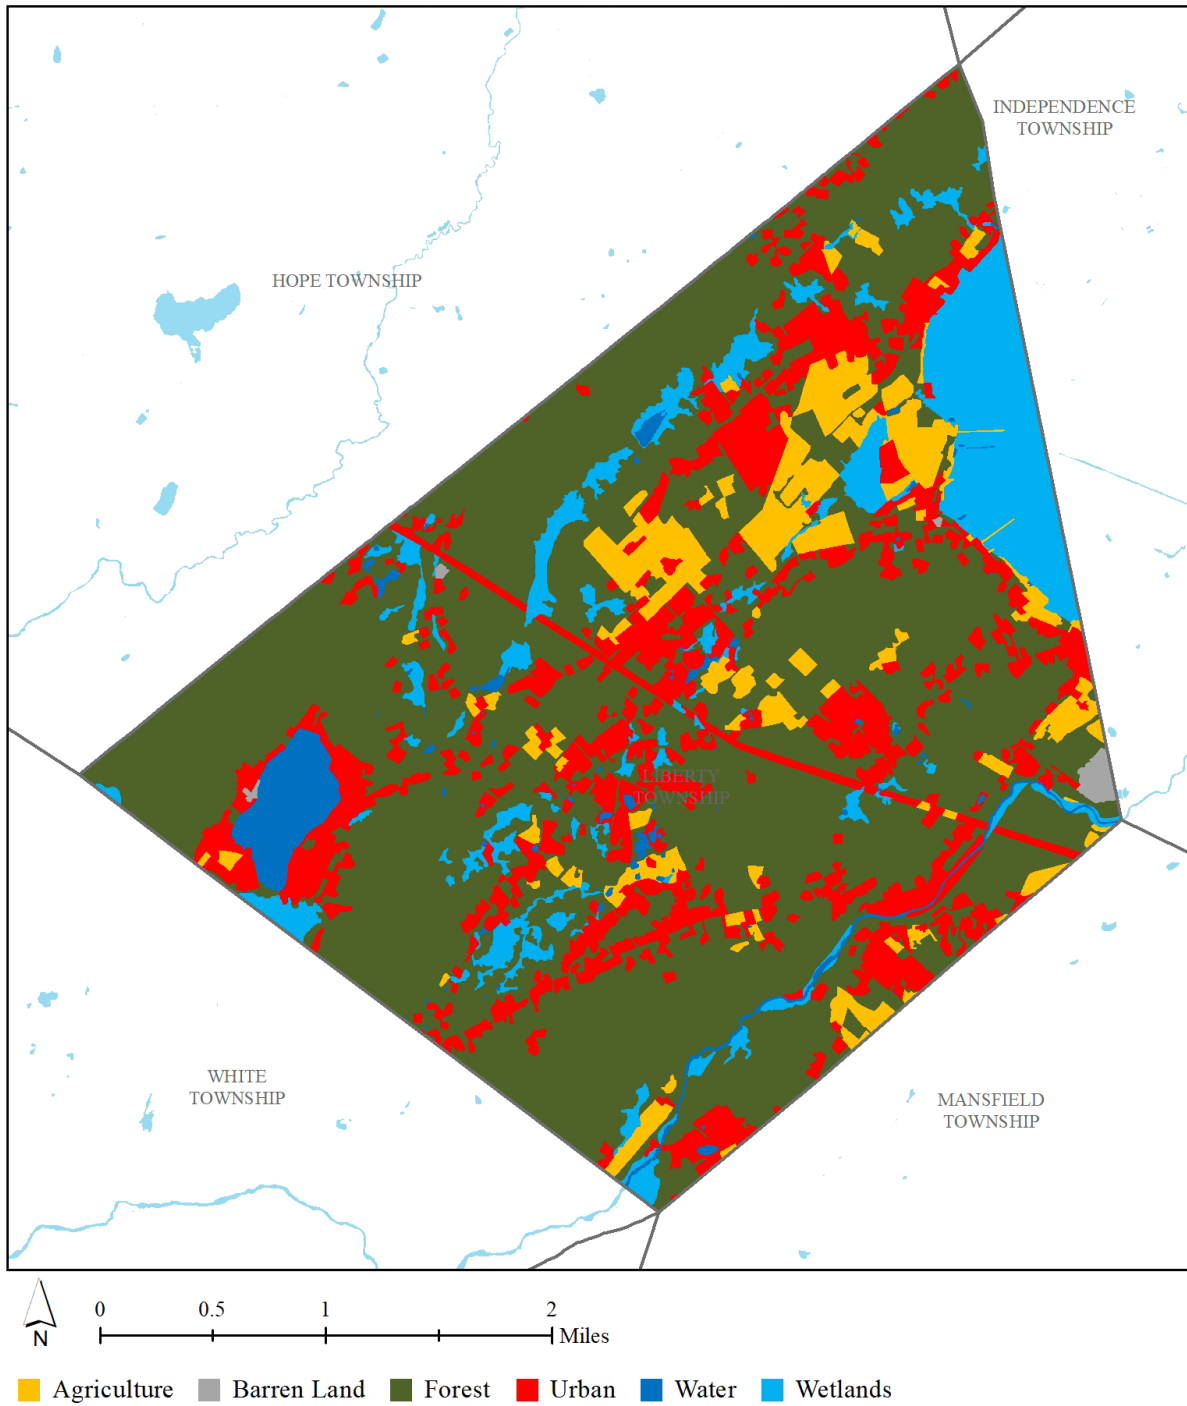 INDEPENDENCE
TOWNSHIP
HOPE TOWNSHIP
LIBERTY
TOWNSHIP
WHITE
TOWNSHIP
MANSFIELD
TOWNSHIP
N
0 0.5 1 2
Miles
Agriculture Barren Land Forest Urban Water Wetlands